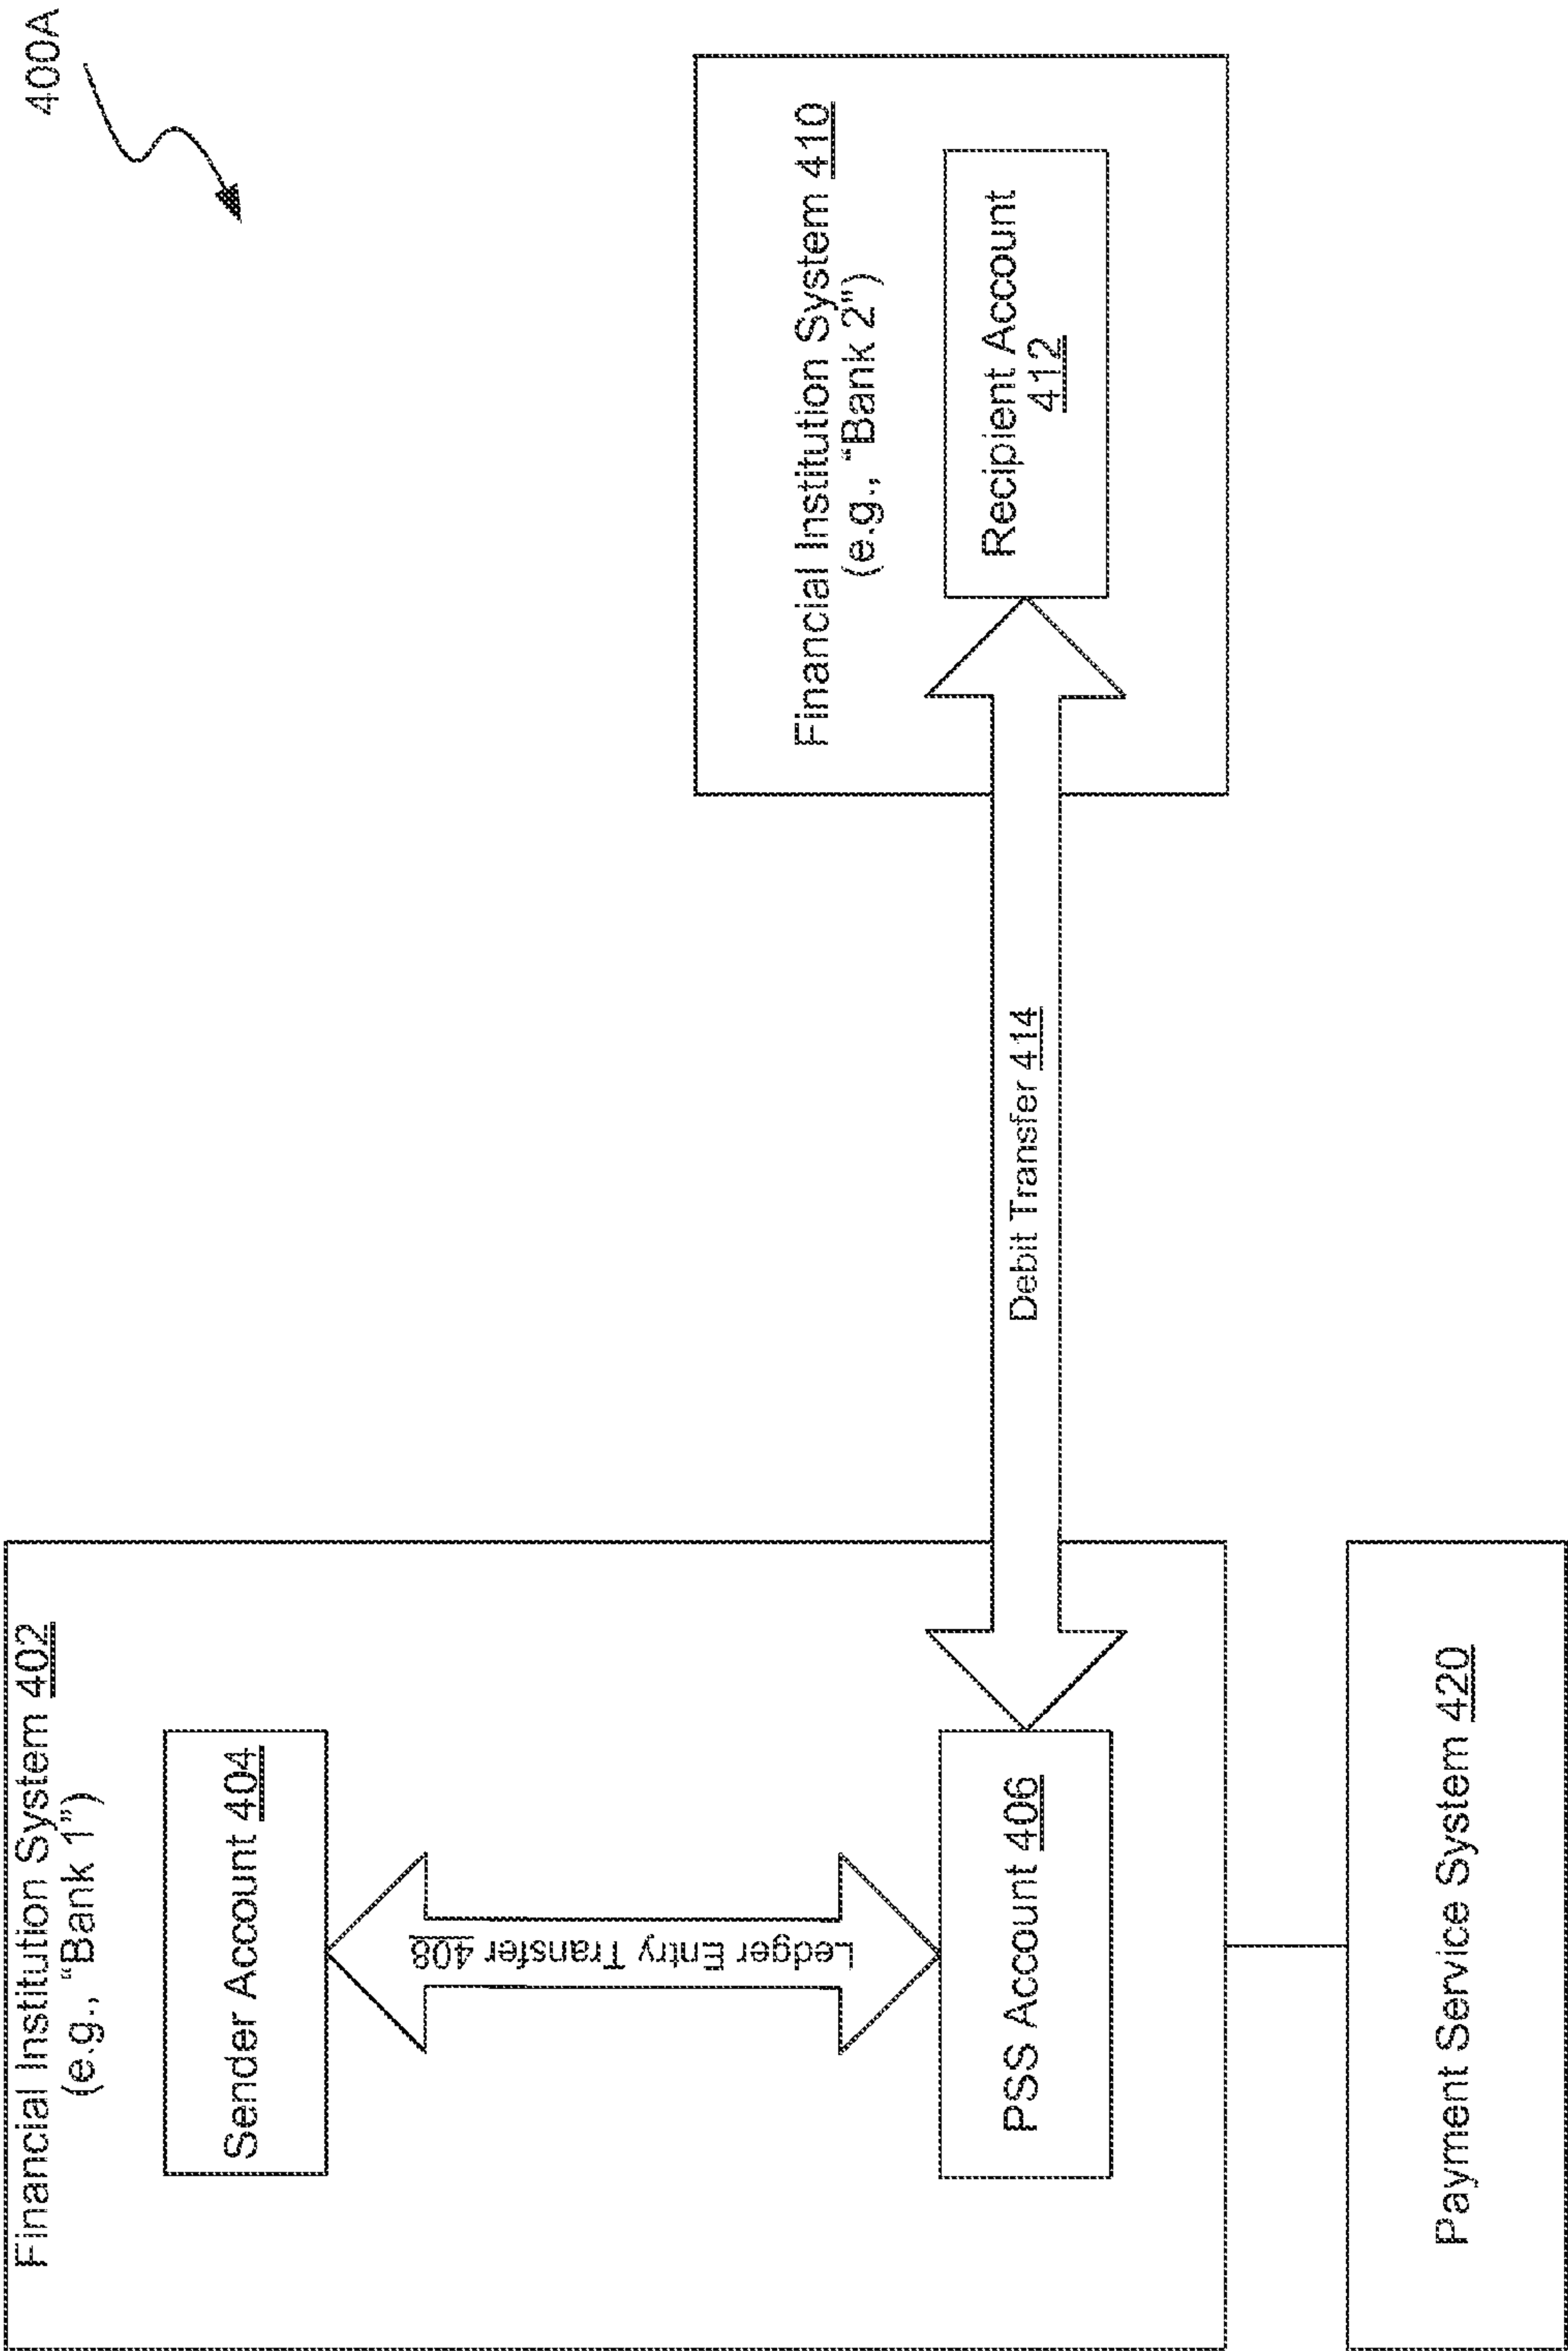 400A
Financial Institution System 402
(e.g., “Bank 1”)
Sender Account 404
Ledger Entry Transfer 408
PSS Account 406
Debit Transfer 414
Financial Institution System 410
(e.g., “Bank 2”)
Recipient Account
412
Payment Service System 420